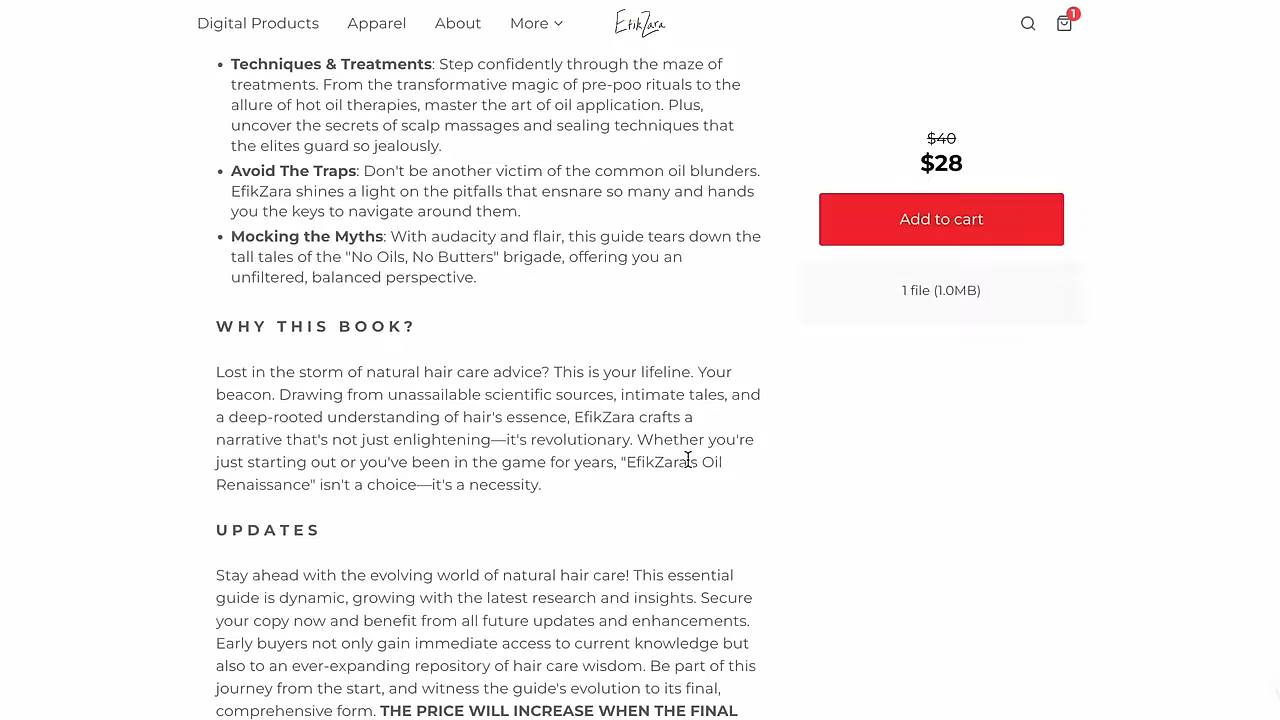 Digital Products Apparel About More EfikZara 1
• Techniques & Treatments: Step confidently through the maze of
treatments. From the transformative magic of pre-poo rituals to the
allure of hot oil therapies, master the art of oil application. Plus,
uncover the secrets of scalp massages and sealing techniques that
the elites guard so jealously.
• Avoid The Traps: Don't be another victim of the common oil blunders.
EfikZara shines a light on the pitfalls that ensnare so many and hands
you the keys to navigate around them.
• Mocking the Myths: With audacity and flair, this guide tears down the
tall tales of the "No Oils, No Butters" brigade, offering you an
unfiltered, balanced perspective.
WHY THIS BOOK?
Lost in the storm of natural hair care advice? This is your lifeline. Your
beacon. Drawing from unassailable scientific sources, intimate tales, and
a deep-rooted understanding of hair's essence, EfikZara crafts a
narrative that's not just enlightening—it's revolutionary. Whether you're
just starting out or you've been in the game for years, "EfikZara's Oil
Renaissance" isn't a choice—it's a necessity.
UPDATES
Stay ahead with the evolving world of natural hair care! This essential
guide is dynamic, growing with the latest research and insights. Secure
your copy now and benefit from all future updates and enhancements.
Early buyers not only gain immediate access to current knowledge but
also to an ever-expanding repository of hair care wisdom. Be part of this
journey from the start, and witness the guide's evolution to its final,
comprehensive form. THE PRICE WILL INCREASE WHEN THE FINAL
$40
$28
Add to cart
1 file (1.0MB)